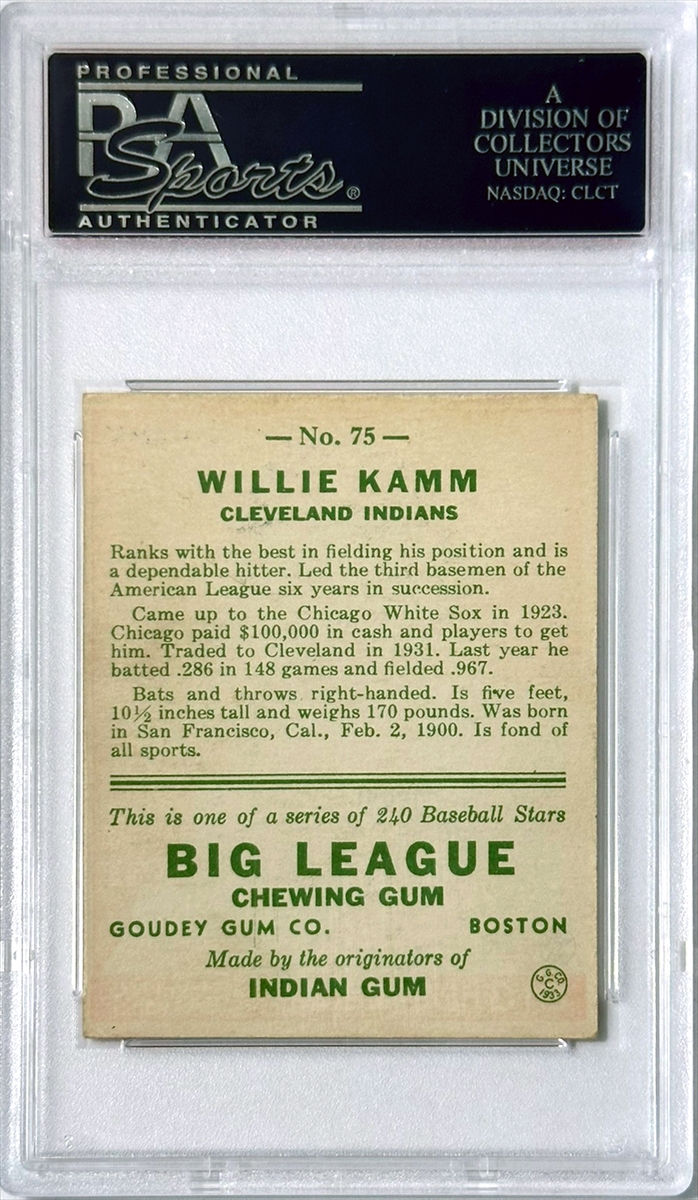 PROFESSIONAL
PSA
Sports®
AUTHENTICATOR
A
DIVISION OF
COLLECTORS
UNIVERSE
NASDAQ: CLCT
— No. 75 —
WILLIE KAMM
CLEVELAND INDIANS
Ranks with the best in fielding his position and is
a dependable hitter. Led the third basemen of the
American League six years in succession.
Came up to the Chicago White Sox in 1923.
Chicago paid $100,000 in cash and players to get
him. Traded to Cleveland in 1931. Last year he
batted .286 in 148 games and fielded .967.
Bats and throws right-handed. Is five feet,
10½ inches tall and weighs 170 pounds. Was born
in San Francisco, Cal., Feb. 2, 1900. Is fond of
all sports.
This is one of a series of 240 Baseball Stars
BIG LEAGUE
CHEWING GUM
GOUDEY GUM CO. BOSTON
Made by the originators of
INDIAN GUM
G. G. CO.
C
1933